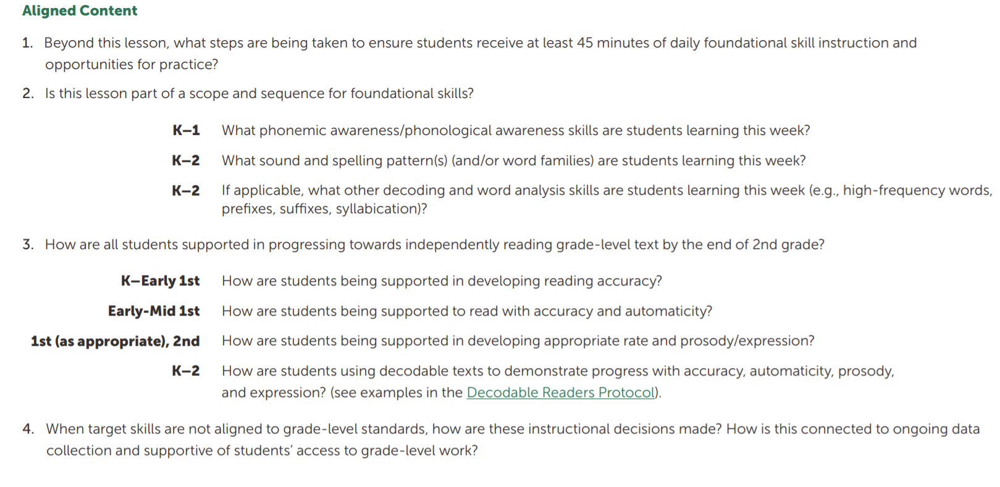 Aligned Content
1. Beyond this lesson, what steps are being taken to ensure students receive at least 45 minutes of daily foundational skill instruction and
opportunities for practice?
2. Is this lesson part of a scope and sequence for foundational skills?
K–1 What phonemic awareness/phonological awareness skills are students learning this week?
K–2 What sound and spelling pattern(s) (and/or word families) are students learning this week?
K–2 If applicable, what other decoding and word analysis skills are students learning this week (e.g., high-frequency words,
prefixes, suffixes, syllabication)?
3. How are all students supported in progressing towards independently reading grade-level text by the end of 2nd grade?
K–Early 1st How are students being supported in developing reading accuracy?
Early-Mid 1st How are students being supported to read with accuracy and automaticity?
1st (as appropriate), 2nd How are students being supported in developing appropriate rate and prosody/expression?
K–2 How are students using decodable texts to demonstrate progress with accuracy, automaticity, prosody,
and expression? (see examples in the Decodable Readers Protocol).
4. When target skills are not aligned to grade-level standards, how are these instructional decisions made? How is this connected to ongoing data
collection and supportive of students’ access to grade-level work?